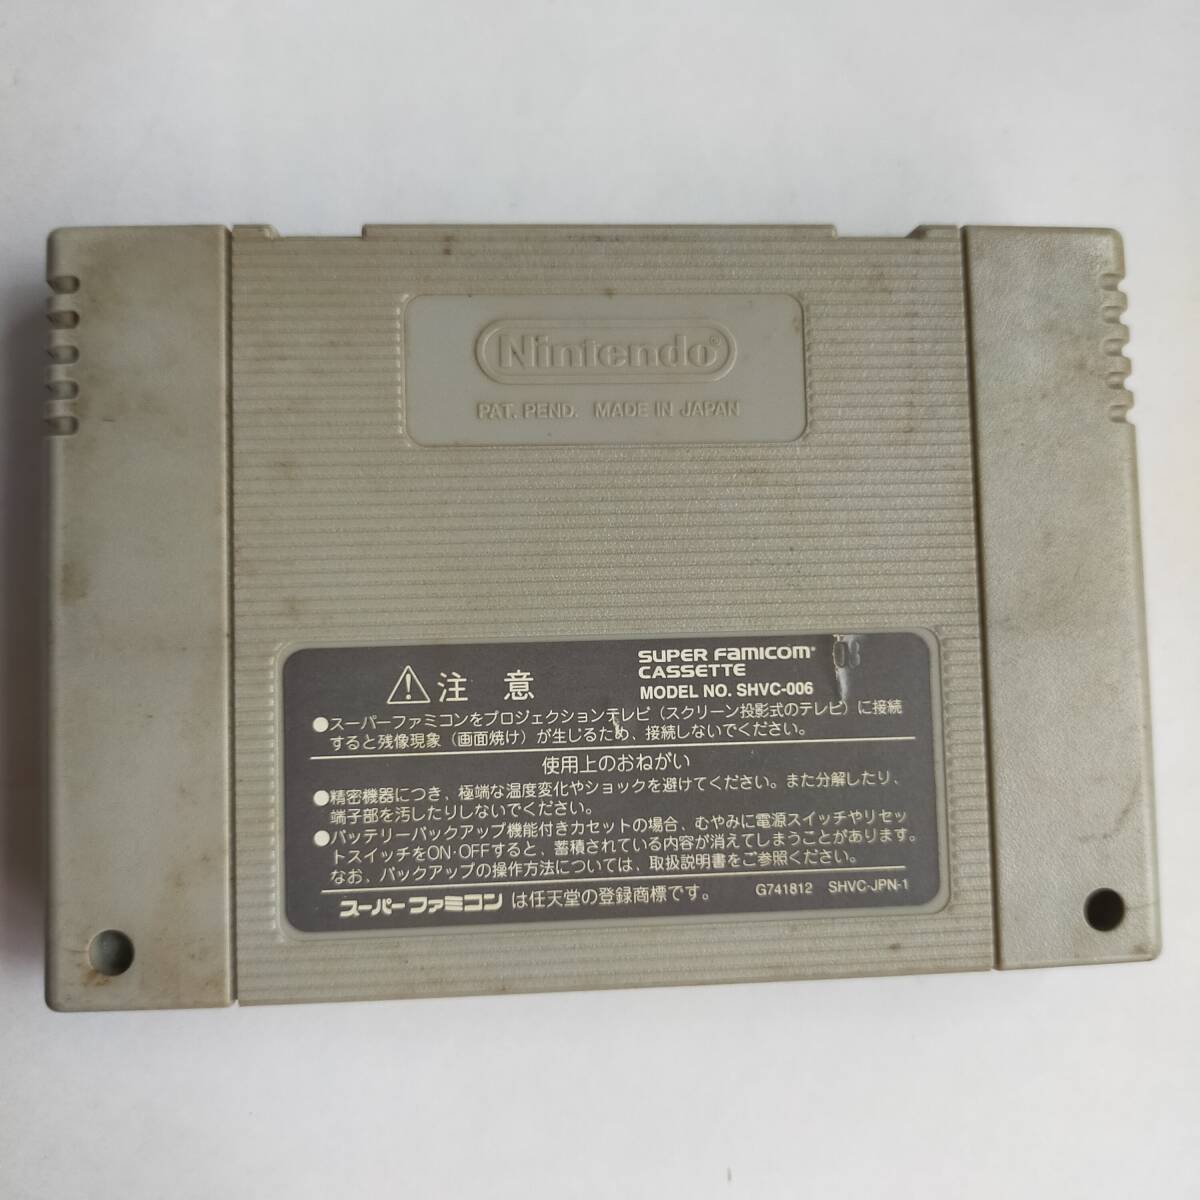 Nintendo®
PAT. PEND. MADE IN JAPAN
SUPER FAMICOM
CASSETTE
MODEL NO. SHVC-006
08
⚠注意
●スーパーファミコンをプロジェクションテレビ（スクリーン投影式のテレビ）に接続
すると残像現象（画面焼け）が生じるため、接続しないでください。
使用上のおねがい
●精密機器につき、極端な温度変化やショックを避けてください。また分解したり、
端子部を汚したりしないでください。
●バッテリーバックアップ機能付きカセットの場合、むやみに電源スイッチやリセッ
トスイッチをON・OFFすると、蓄積されている内容が消えてしまうことがあります。
なお、バックアップの操作方法については、取扱説明書をご参照ください。
スーパーファミコン は任天堂の登録商標です。
G741812 SHVC-JPN-1